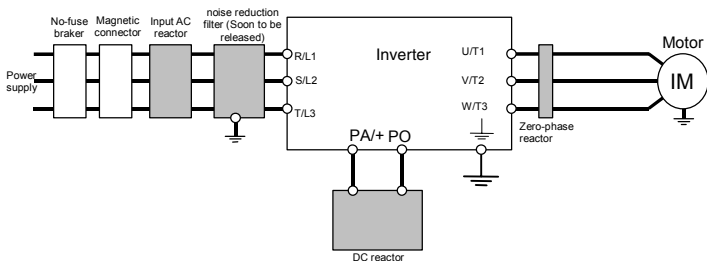 No-fuse
braker
Magnetic
connector
Input AC
reactor
noise reduction
filter (Soon to be
released)
Power
supply
R/L1
S/L2
T/L3
Inverter
U/T1
V/T2
W/T3
PA/+ PO
Zero-phase
reactor
Motor
IM
DC reactor